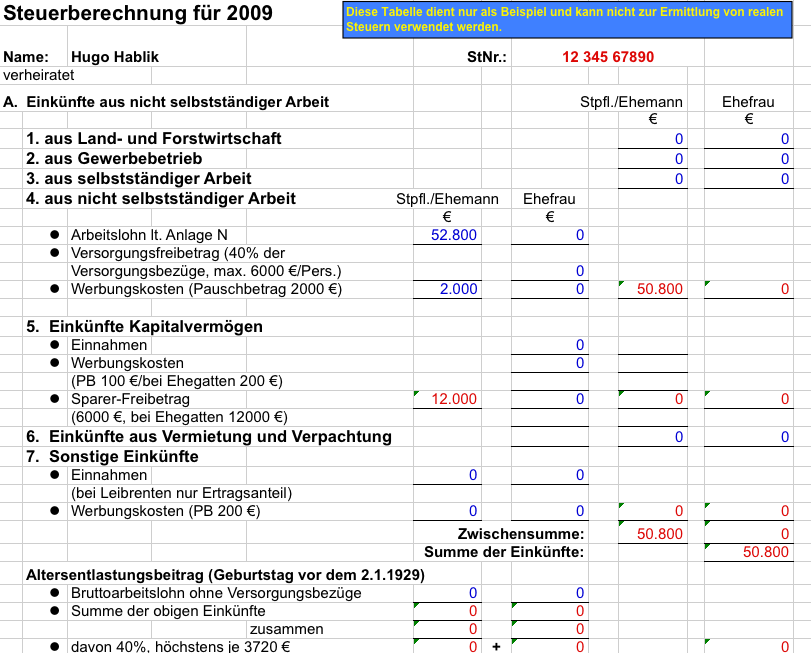 Steuerberechnung für 2009
Diese Tabelle dient nur als Beispiel und kann nicht zur Ermittlung von realen
Steuern verwendet werden.
Name: Hugo Hablik StNr.: 12 345 67890
verheiratet
A. Einkünfte aus nicht selbstständiger Arbeit Stpfl./Ehemann Ehefrau
€ €
1. aus Land- und Forstwirtschaft 0 0
2. aus Gewerbebetrieb 0 0
3. aus selbstständiger Arbeit 0 0
4. aus nicht selbstständiger Arbeit Stpfl./Ehemann Ehefrau
€ €
● Arbeitslohn lt. Anlage N 52.800 0
● Versorgungsfreibetrag (40% der
Versorgungsbezüge, max. 6000 €/Pers.) 0
● Werbungskosten (Pauschbetrag 2000 €) 2.000 0 50.800 0
5. Einkünfte Kapitalvermögen
● Einnahmen 0
● Werbungskosten 0
(PB 100 €/bei Ehegatten 200 €)
● Sparer-Freibetrag 12.000 0 0 0
(6000 €, bei Ehegatten 12000 €)
6. Einkünfte aus Vermietung und Verpachtung 0 0
7. Sonstige Einkünfte
● Einnahmen 0 0
(bei Leibrenten nur Ertragsanteil)
● Werbungskosten (PB 200 €) 0 0 0 0
Zwischensumme: 50.800 0
Summe der Einkünfte: 50.800
Altersentlastungsbeitrag (Geburtstag vor dem 2.1.1929)
● Bruttoarbeitslohn ohne Versorgungsbezüge 0 0
● Summe der obigen Einkünfte 0 0
zusammen 0 0
● davon 40%, höchstens je 3720 € 0 + 0 0